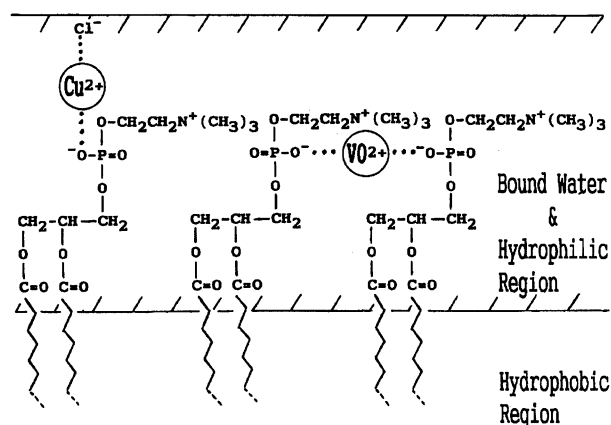 Cl⁻
Cu²⁺
O-CH₂CH₂N⁺(CH₃)₃ O-CH₂CH₂N⁺(CH₃)₃ O-CH₂CH₂N⁺(CH₃)₃
⁻O-P=O O=P-O⁻ VO²⁺ ⁻O-P=O
O O O
Bound Water
CH₂-CH-CH₂ CH₂-CH-CH₂ CH₂-CH-CH₂
&
O O O O O O
Hydrophilic
C=O C=O C=O C=O C=O C=O
Region
Hydrophobic
Region